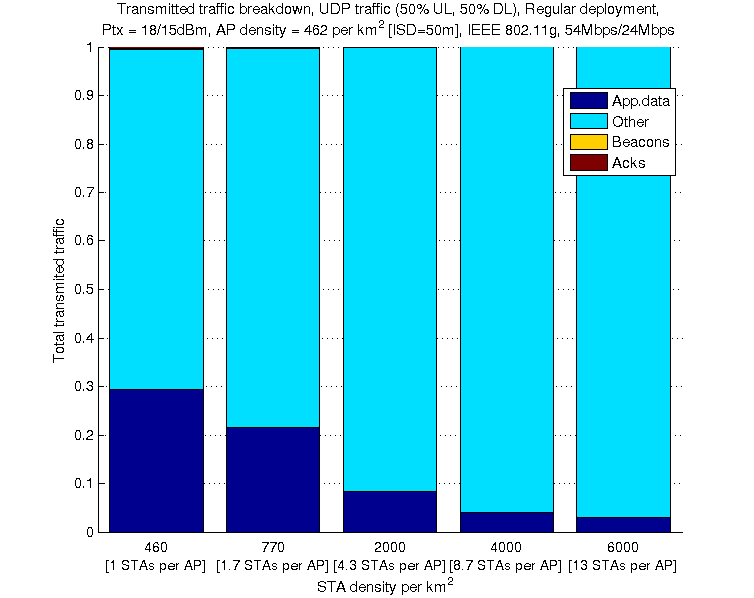 Transmitted traffic breakdown, UDP traffic (50% UL, 50% DL), Regular deployment,
Ptx = 18/15dBm, AP density = 462 per km2 [ISD=50m], IEEE 802.11g, 54Mbps/24Mbps
1
0.9
0.8
0.7
0.6
0.5
0.4
0.3
0.2
0.1
0
Total transmited traffic
App.data
Other
Beacons
Acks
460 770 2000 4000 6000
[1 STAs per AP] [1.7 STAs per AP] [4.3 STAs per AP] [8.7 STAs per AP] [13 STAs per AP]
STA density per km2